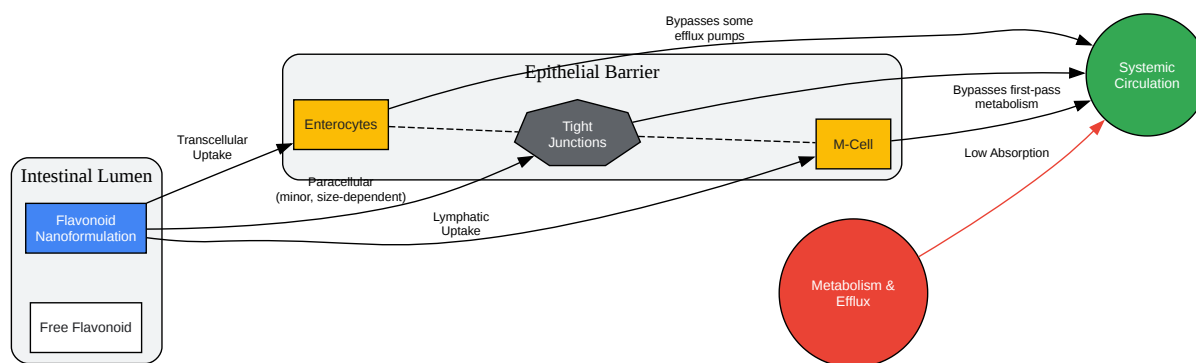 Bypasses some
efflux pumps
Systemic
Circulation
Epithelial Barrier
Bypasses first-pass
metabolism
Enterocytes
Tight
Junctions
M-Cell
Transcellular
Uptake
Low Absorption
Intestinal Lumen
Paracellular
(minor, size-dependent)
Flavonoid
Nanoformulation
Lymphatic
Uptake
Metabolism &
Efflux
Free Flavonoid